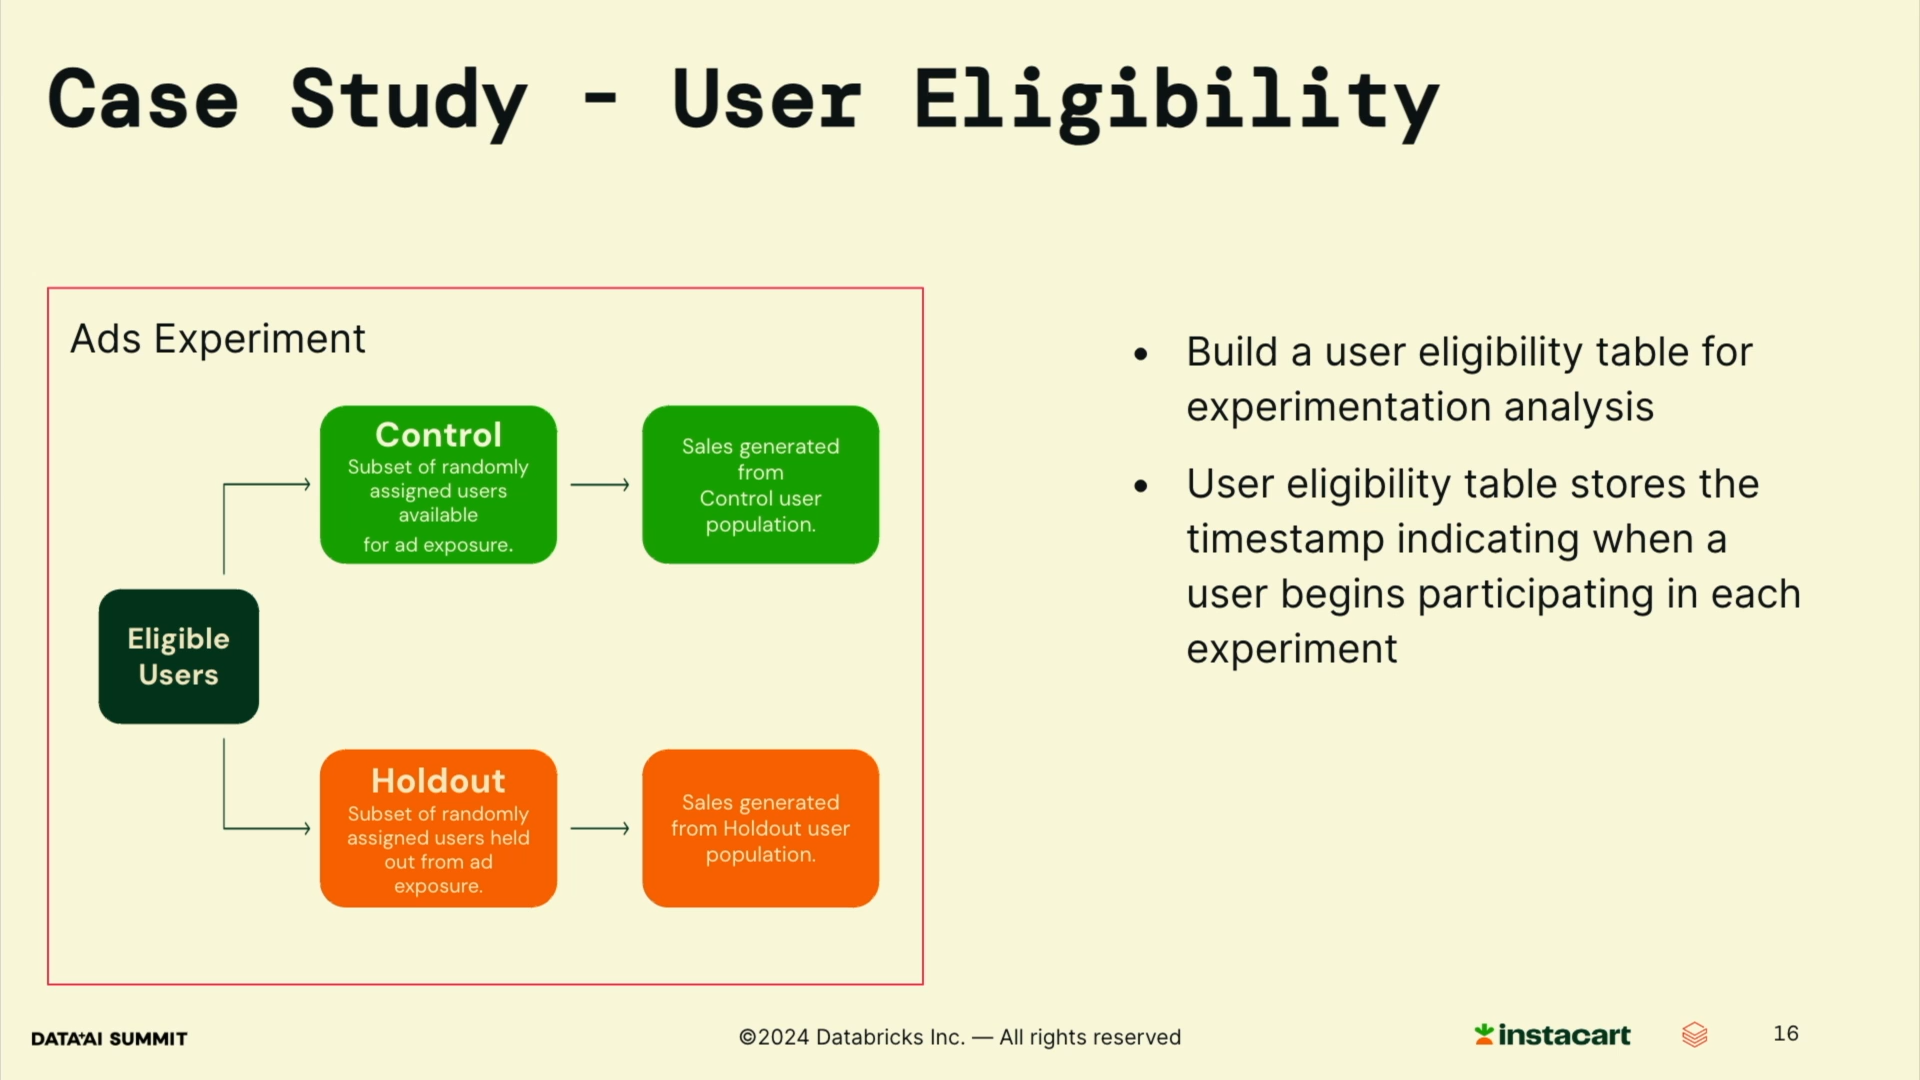 Case Study - User Eligibility
Ads Experiment
Control
Subset of randomly
assigned users
available
for ad exposure.
Sales generated
from
Control user
population.
Eligible
Users
Holdout
Subset of randomly
assigned users held
out from ad
exposure.
Sales generated
from Holdout user
population.
• Build a user eligibility table for
experimentation analysis
• User eligibility table stores the
timestamp indicating when a
user begins participating in each
experiment
DATA+AI SUMMIT
©2024 Databricks Inc. — All rights reserved
instacart
16